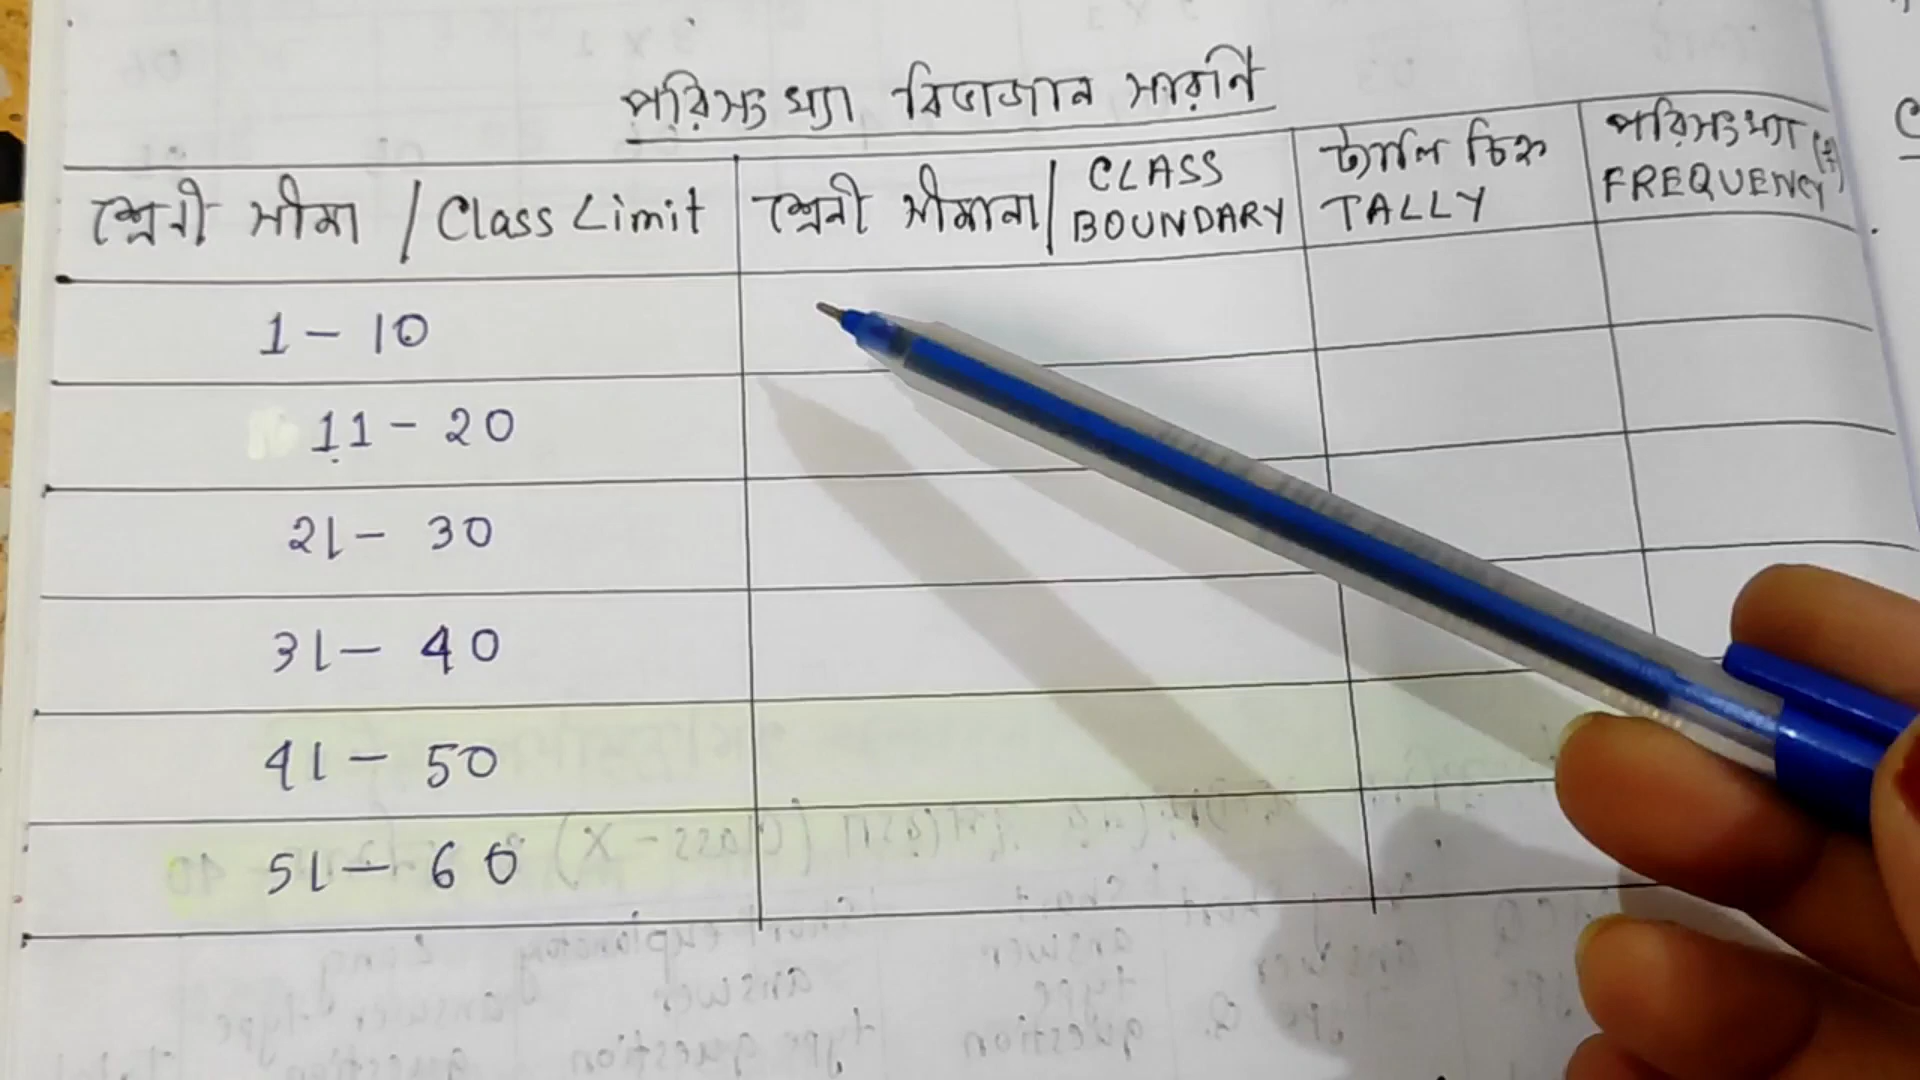 পরিসংখ্যা বিভাজন সারণি
শ্রেনী সীমা / Class Limit
শ্রেনী সীমানা / CLASS BOUNDARY
ট্যালি চিহ্ন TALLY
পরিসংখ্যা (f) FREQUENCY
1 - 10
11 - 20
21 - 30
31 - 40
41 - 50
51 - 60